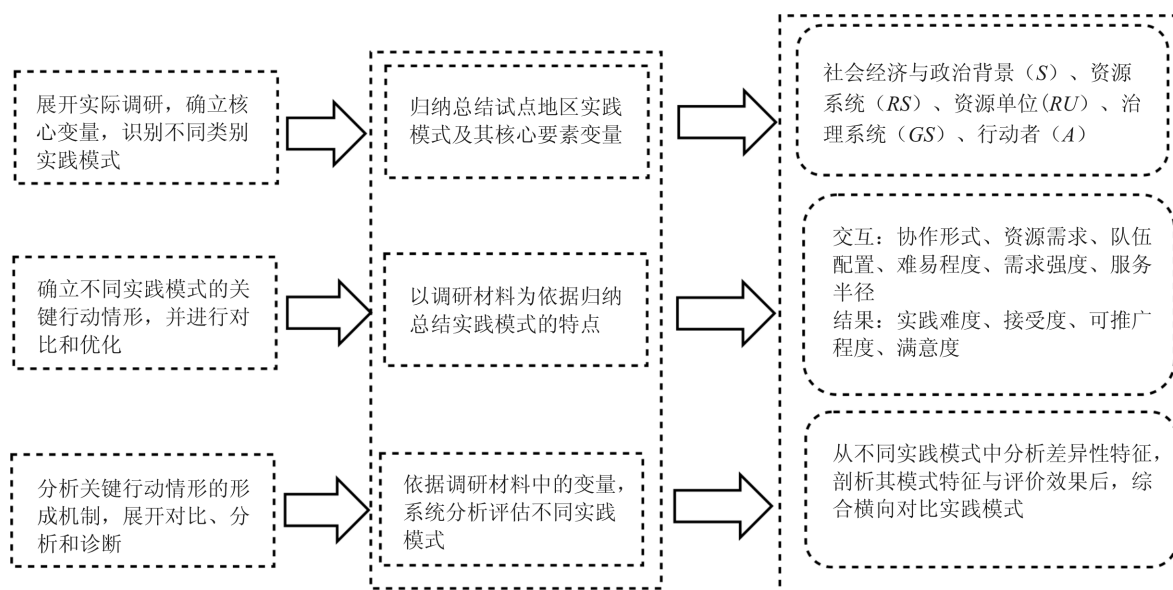 展开实际调研，确立核
心变量，识别不同类别
实践模式
归纳总结试点地区实践
模式及其核心要素变量
社会经济与政治背景（S）、资源
系统（RS）、资源单位(RU)、治
理系统（GS）、行动者（A）
确立不同实践模式的关
键行动情形，并进行对
比和优化
以调研材料为依据归纳
总结实践模式的特点
交互：协作形式、资源需求、队伍
配置、难易程度、需求强度、服务
半径
结果：实践难度、接受度、可推广
程度、满意度
分析关键行动情形的形
成机制，展开对比、分
析和诊断
依据调研材料中的变量，
系统分析评估不同实践
模式
从不同实践模式中分析差异性特征，
剖析其模式特征与评价效果后，综
合横向对比实践模式